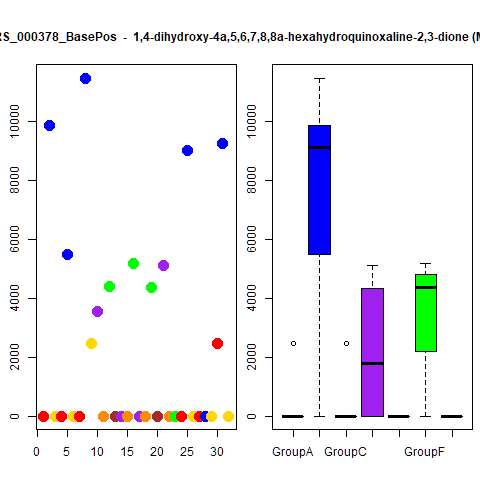 RS_000378_BasePos - 1,4-dihydroxy-4a,5,6,7,8,8a-hexahydroquinoxaline-2,3-dione (M
0 2000 4000 6000 8000 10000
0 5 10 15 20 25 30
0 2000 4000 6000 8000 10000
GroupA GroupC GroupF